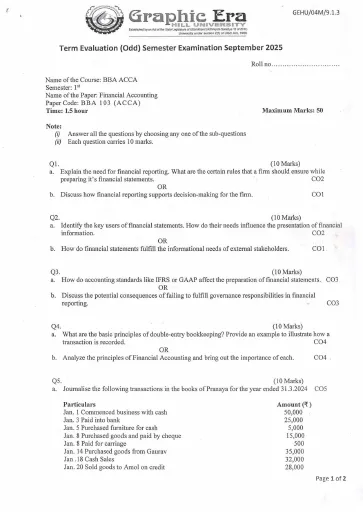 GEHU/04M/9.1.3
Graphic Era
HILL UNIVERSITY
Term Evaluation (Odd) Semester Examination September 2025
Roll no..............................
Name of the Course: BBA ACCA
Semester: 1st
Name of the Paper: Financial Accounting
Paper Code: BBA 103 (ACCA)
Time: 1.5 hour Maximum Marks: 50
Note:
(i) Answer all the questions by choosing any one of the sub-questions
(ii) Each question carries 10 marks.
Q1. (10 Marks)
a. Explain the need for financial reporting. What are the certain rules that a firm should ensure while
preparing it's financial statements. CO2
OR
b. Discuss how financial reporting supports decision-making for the firm. CO1
Q2. (10 Marks)
a. Identify the key users of financial statements. How do their needs influence the presentation of financial
information. CO2
OR
b. How do financial statements fulfill the informational needs of external stakeholders. CO1
Q3. (10 Marks)
a. How do accounting standards like IFRS or GAAP affect the preparation of financial statements. CO3
OR
b. Discuss the potential consequences of failing to fulfill governance responsibilities in financial
reporting. CO3
Q4. (10 Marks)
a. What are the basic principles of double-entry bookkeeping? Provide an example to illustrate how a
transaction is recorded. CO4
OR
b. Analyze the principles of Financial Accounting and bring out the importance of each. CO4
Q5. (10 Marks)
a. Journalise the following transactions in the books of Pranaya for the year ended 31.3.2024 CO5
Particulars Amount (₹)
Jan. 1 Commenced business with cash 50,000
Jan. 3 Paid into bank 25,000
Jan. 5 Purchased furniture for cash 5,000
Jan. 8 Purchased goods and paid by cheque 15,000
Jan. 8 Paid for carriage 500
Jan. 14 Purchased goods from Gaurav 35,000
Jan .18 Cash Sales 32,000
Jan. 20 Sold goods to Amol on credit 28,000
Page 1 of 2